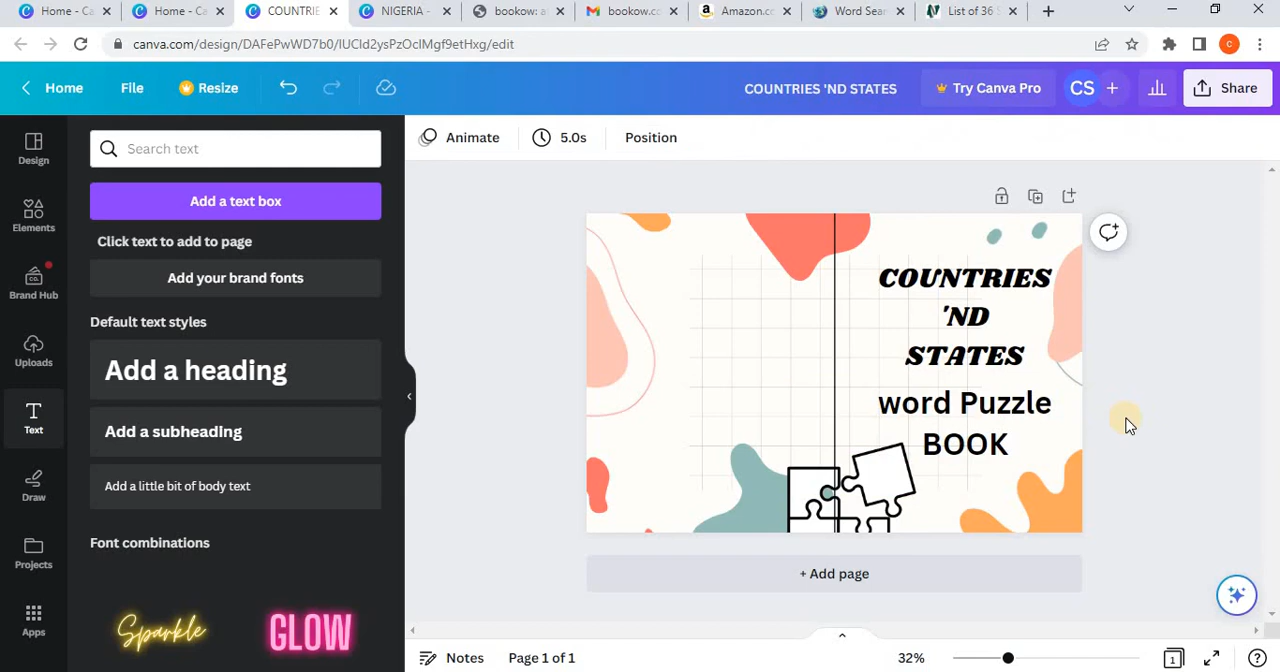 Home - Ca
Home - Ca
COUNTRIE
NIGERIA -
bookow: a
bookow.co
Amazon.co
Word Sear
List of 36 S
canva.com/design/DAFePwWD7b0/lUCld2ysPzOclMgf9etHxg/edit
C
Home
File
Resize
COUNTRIES 'ND STATES
Try Canva Pro
CS
+
Share
Design
Elements
CO.
Brand Hub
Uploads
T
Text
Draw
Projects
Apps
Search text
Add a text box
Click text to add to page
Add your brand fonts
Default text styles
Add a heading
Add a subheading
Add a little bit of body text
Font combinations
Sparkle
GLOW
Animate
5.0s
Position
COUNTRIES
'ND
STATES
word Puzzle
BOOK
+ Add page
Notes
Page 1 of 1
32%
1
?